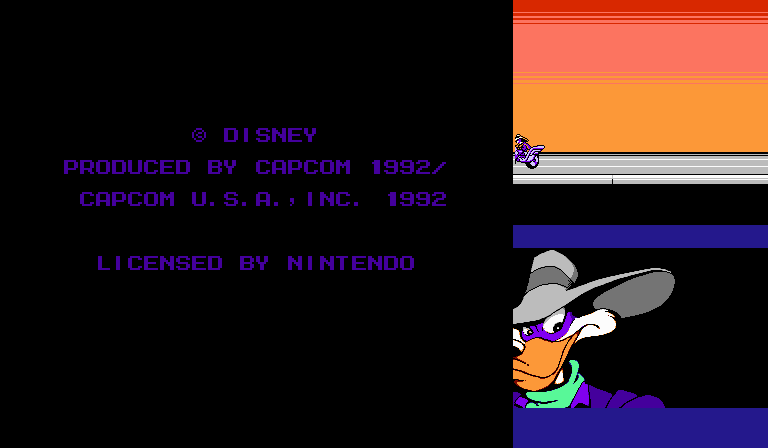 © DISNEY
PRODUCED BY CAPCOM 1992/
CAPCOM U.S.A.,INC. 1992
LICENSED BY NINTENDO